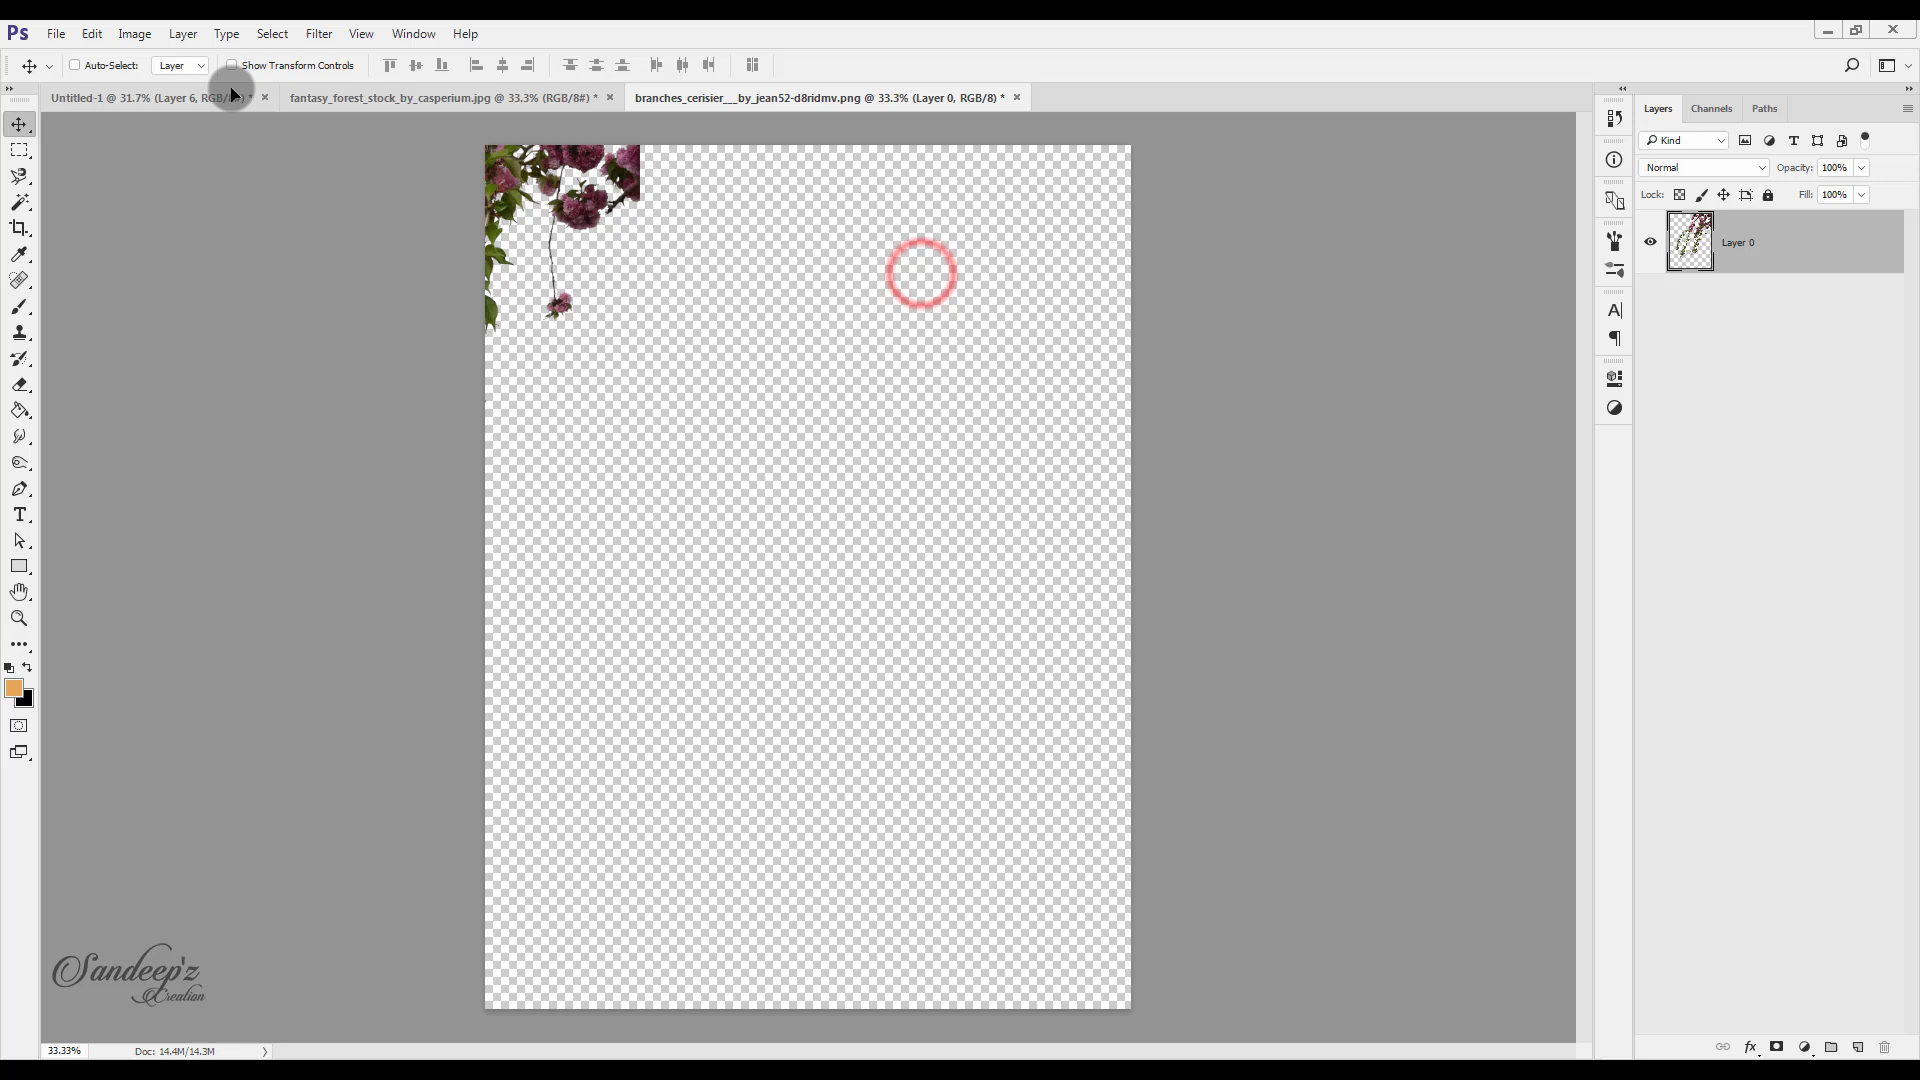 Ps File Edit Image Layer Type Select Filter View Window Help
Auto-Select: Layer Show Transform Controls
Untitled-1 @ 31.7% (Layer 6, RGB/ ) * × fantasy_forest_stock_by_casperium.jpg @ 33.3% (RGB/8#) * × branches_cerisier___by_jean52-d8ridmv.png @ 33.3% (Layer 0, RGB/8) * ×
Layers Channels Paths
Kind
Normal Opacity: 100%
Lock: Fill: 100%
Layer 0
Sandeep'z
Creation
33.33% Doc: 14.4M/14.3M